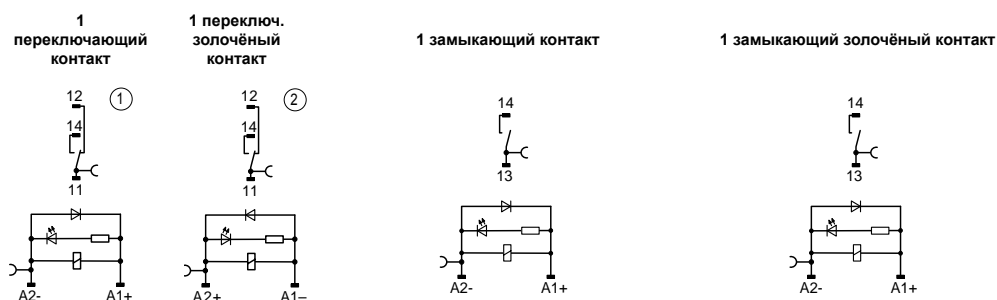 1
переключающий
контакт
1 переключ.
золочёный
контакт
1 замыкающий контакт
1 замыкающий золочёный контакт
12
1
14
11
A2-
A1+
12
2
14
11
A2+
A1–
14
13
A2-
A1+
14
13
A2-
A1+